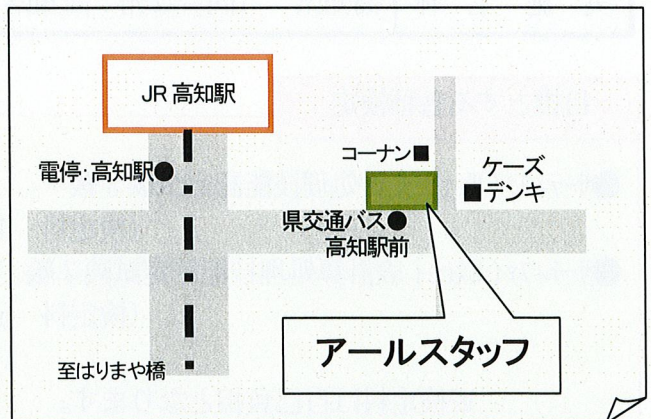 JR 高知駅
電停:高知駅●
コーナン■
ケーズ
■デンキ
県交通バス●
高知駅前
アールスタッフ
至はりまや橋